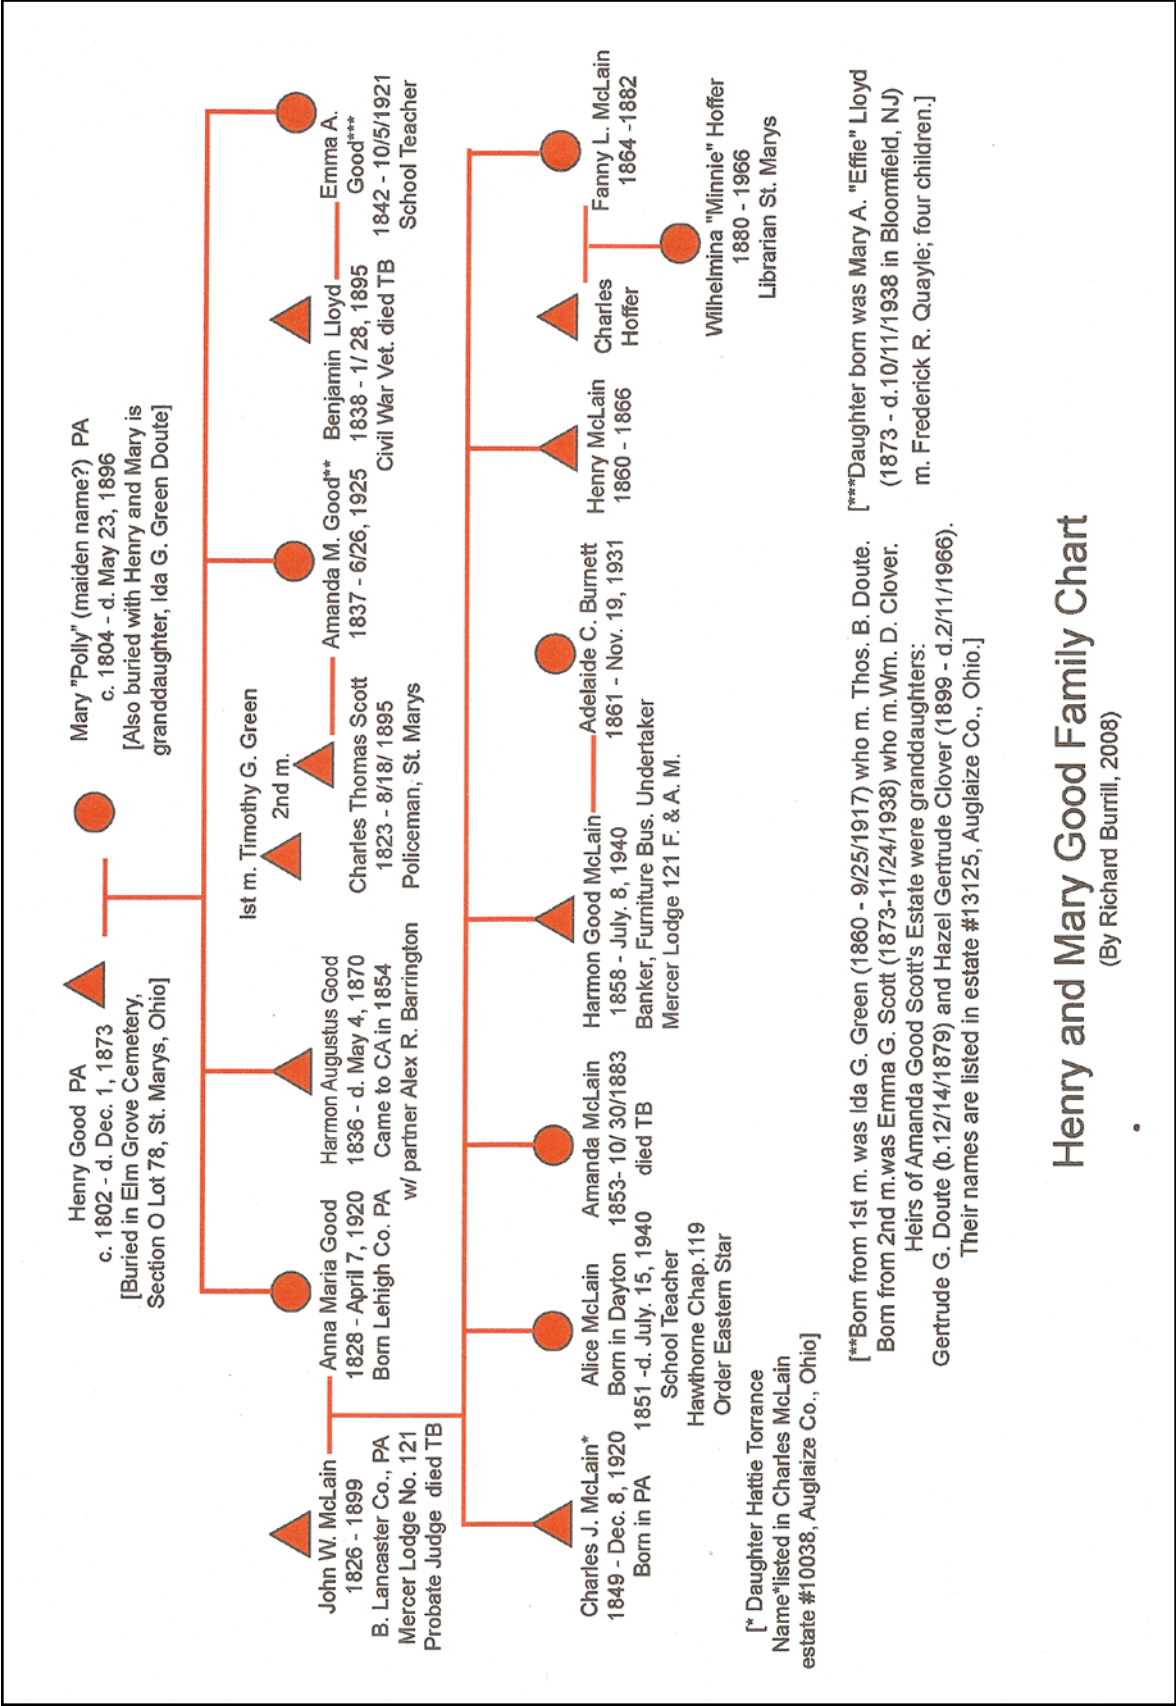 Henry Good  PA
c. 1802 - d. Dec. 1, 1873
[Buried in Elm Grove Cemetery,
Section O Lot 78, St. Marys, Ohio]
Mary "Polly" (maiden name?)  PA
c. 1804 - d. May 23, 1896
[Also buried with Henry and Mary is
granddaughter, Ida G. Green Doute]
John W. McLain
1826 - 1899
B. Lancaster Co., PA
Mercer Lodge No. 121
Probate Judge  died TB
Anna Maria Good
1828 - April 7, 1920
Born Lehigh Co. PA
Harmon Augustus Good
1836 - d. May 4, 1870
Came to CA in 1854
w/ partner Alex R. Barrington
Ist m. Timothy G. Green
2nd m.
Charles Thomas Scott
1823 - 8/18/ 1895
Policeman, St. Marys
Amanda M. Good**
1837 - 6/26, 1925
Benjamin  Lloyd
1838 - 1/ 28, 1895
Civil War Vet. died TB
Emma A.
Good***
1842 - 10/5/1921
School Teacher
Charles J. McLain*
1849 - Dec. 8, 1920
Born in PA
[* Daughter Hattie Torrance
Name*listed in Charles McLain
estate #10038, Auglaize Co., Ohio]
Alice McLain
Born in Dayton
1851 -d. July. 15, 1940
School Teacher
Hawthorne Chap.119
Order Eastern Star
Amanda McLain
1853- 10/ 30/1883
died TB
Harmon Good McLain
1858 - July. 8, 1940
Banker, Furniture Bus. Undertaker
Mercer Lodge 121 F. & A. M.
Adelaide C. Burnett
1861 - Nov. 19, 1931
Henry McLain
1860 - 1866
Charles
Hoffer
Fanny L. McLain
1864 -1882
Wilhelmina "Minnie" Hoffer
1880 - 1966
Librarian St. Marys
[**Born from 1st m. was Ida G. Green (1860 - 9/25/1917) who m. Thos. B. Doute.
Born from 2nd m.was Emma G. Scott (1873-11/24/1938) who m. Wm. D. Clover.
Heirs of Amanda Good Scott's Estate were granddaughters:
Gertrude G. Doute (b.12/14/1879) and Hazel Gertrude Clover (1899 - d.2/11/1966).
Their names are listed in estate #13125, Auglaize Co., Ohio.]
[***Daughter born was Mary A. "Effie" Lloyd
(1873 - d.10/11/1938 in Bloomfield, NJ)
m. Frederick R. Quayle; four children.]
Henry and Mary Good Family Chart
(By Richard Burrill, 2008)